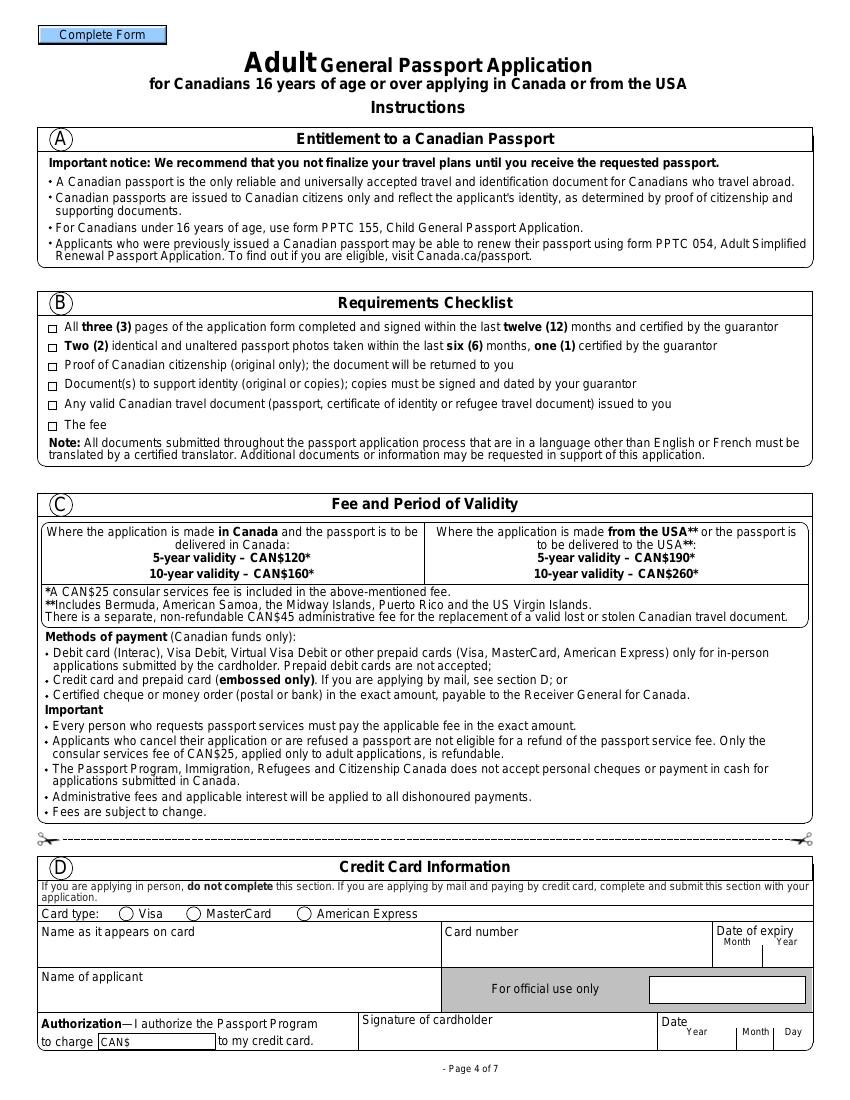 Complete Form
Adult General Passport Application
for Canadians 16 years of age or over applying in Canada or from the USA
Instructions
A Entitlement to a Canadian Passport
Important notice: We recommend that you not finalize your travel plans until you receive the requested passport.
• A Canadian passport is the only reliable and universally accepted travel and identification document for Canadians who travel abroad.
• Canadian passports are issued to Canadian citizens only and reflect the applicant's identity, as determined by proof of citizenship and
supporting documents.
• For Canadians under 16 years of age, use form PPTC 155, Child General Passport Application.
• Applicants who were previously issued a Canadian passport may be able to renew their passport using form PPTC 054, Adult Simplified
Renewal Passport Application. To find out if you are eligible, visit Canada.ca/passport.
B Requirements Checklist
All three (3) pages of the application form completed and signed within the last twelve (12) months and certified by the guarantor
Two (2) identical and unaltered passport photos taken within the last six (6) months, one (1) certified by the guarantor
Proof of Canadian citizenship (original only); the document will be returned to you
Document(s) to support identity (original or copies); copies must be signed and dated by your guarantor
Any valid Canadian travel document (passport, certificate of identity or refugee travel document) issued to you
The fee
Note: All documents submitted throughout the passport application process that are in a language other than English or French must be
translated by a certified translator. Additional documents or information may be requested in support of this application.
C Fee and Period of Validity
Where the application is made in Canada and the passport is to be
delivered in Canada:
5-year validity – CAN$120*
10-year validity – CAN$160*
Where the application is made from the USA** or the passport is
to be delivered to the USA**:
5-year validity – CAN$190*
10-year validity – CAN$260*
*A CAN$25 consular services fee is included in the above-mentioned fee.
**Includes Bermuda, American Samoa, the Midway Islands, Puerto Rico and the US Virgin Islands.
There is a separate, non-refundable CAN$45 administrative fee for the replacement of a valid lost or stolen Canadian travel document.
Methods of payment (Canadian funds only):
• Debit card (Interac), Visa Debit, Virtual Visa Debit or other prepaid cards (Visa, MasterCard, American Express) only for in-person
applications submitted by the cardholder. Prepaid debit cards are not accepted;
• Credit card and prepaid card (embossed only). If you are applying by mail, see section D; or
• Certified cheque or money order (postal or bank) in the exact amount, payable to the Receiver General for Canada.
Important
• Every person who requests passport services must pay the applicable fee in the exact amount.
• Applicants who cancel their application or are refused a passport are not eligible for a refund of the passport service fee. Only the
consular services fee of CAN$25, applied only to adult applications, is refundable.
• The Passport Program, Immigration, Refugees and Citizenship Canada does not accept personal cheques or payment in cash for
applications submitted in Canada.
• Administrative fees and applicable interest will be applied to all dishonoured payments.
• Fees are subject to change.
D Credit Card Information
If you are applying in person, do not complete this section. If you are applying by mail and paying by credit card, complete and submit this section with your
application.
Card type: Visa MasterCard American Express
Name as it appears on card
Card number
Date of expiry
Month Year
Name of applicant
For official use only
Authorization—I authorize the Passport Program
to charge CAN$ to my credit card.
Signature of cardholder
Date
Year Month Day
- Page 4 of 7